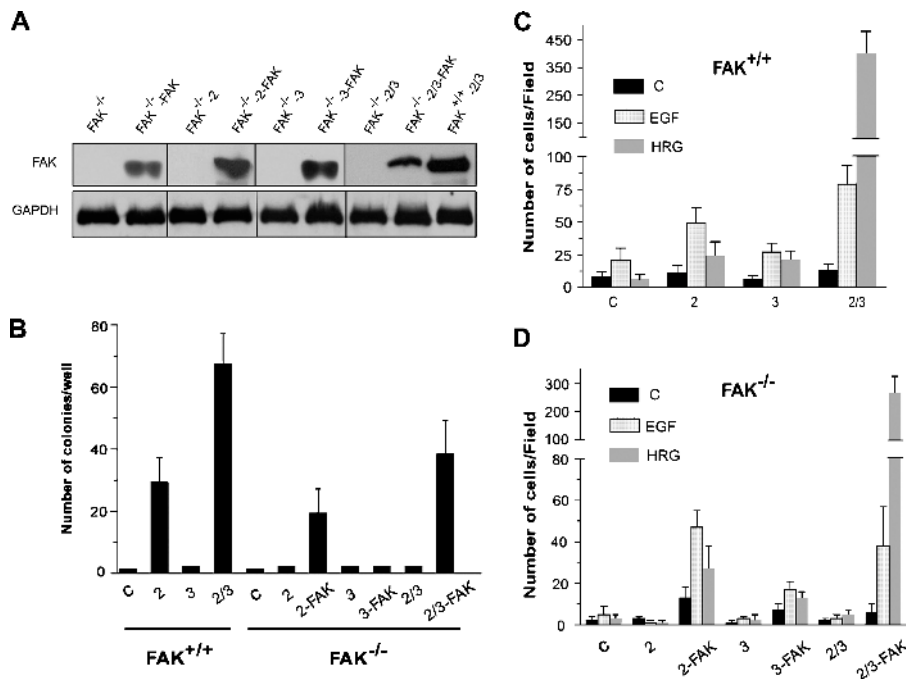 A
FAK-/-
FAK-/- -FAK
FAK-/- -2
FAK-/- -2-FAK
FAK-/- -3
FAK-/- -3-FAK
FAK-/- -2/3
FAK-/- -2/3-FAK
FAK+/+ -2/3
FAK
GAPDH
B
Number of colonies/well
80
60
40
20
0
C 2 3 2/3 C 2 2-FAK 3 3-FAK 2/3 2/3-FAK
FAK+/+ FAK-/-
C
FAK+/+
Number of cells/Field
450
350
250
150
100
75
50
25
0
C
EGF
HRG
C 2 3 2/3
D
FAK-/-
Number of cells/Field
300
200
100
80
60
40
20
0
C
EGF
HRG
C 2 2-FAK 3 3-FAK 2/3 2/3-FAK